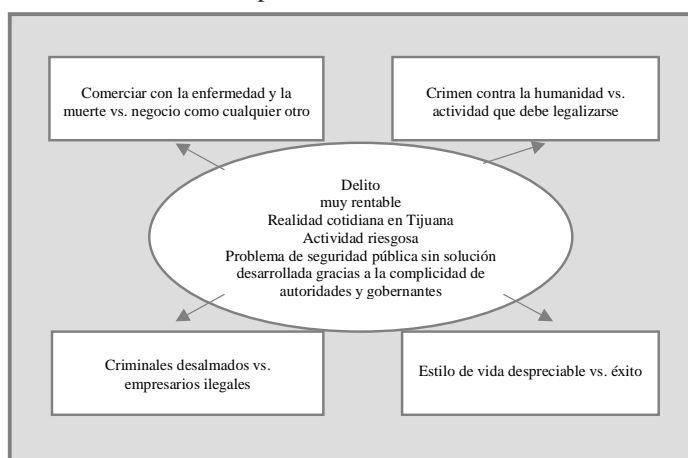 Comerciar con la enfermedad y la
muerte vs. negocio como cualquier otro
Crimen contra la humanidad vs.
actividad que debe legalizarse
Delito
muy rentable
Realidad cotidiana en Tijuana
Actividad riesgosa
Problema de seguridad pública sin solución
desarrollada gracias a la complicidad de
autoridades y gobernantes
Criminales desalmados vs.
empresarios ilegales
Estilo de vida despreciable vs. éxito